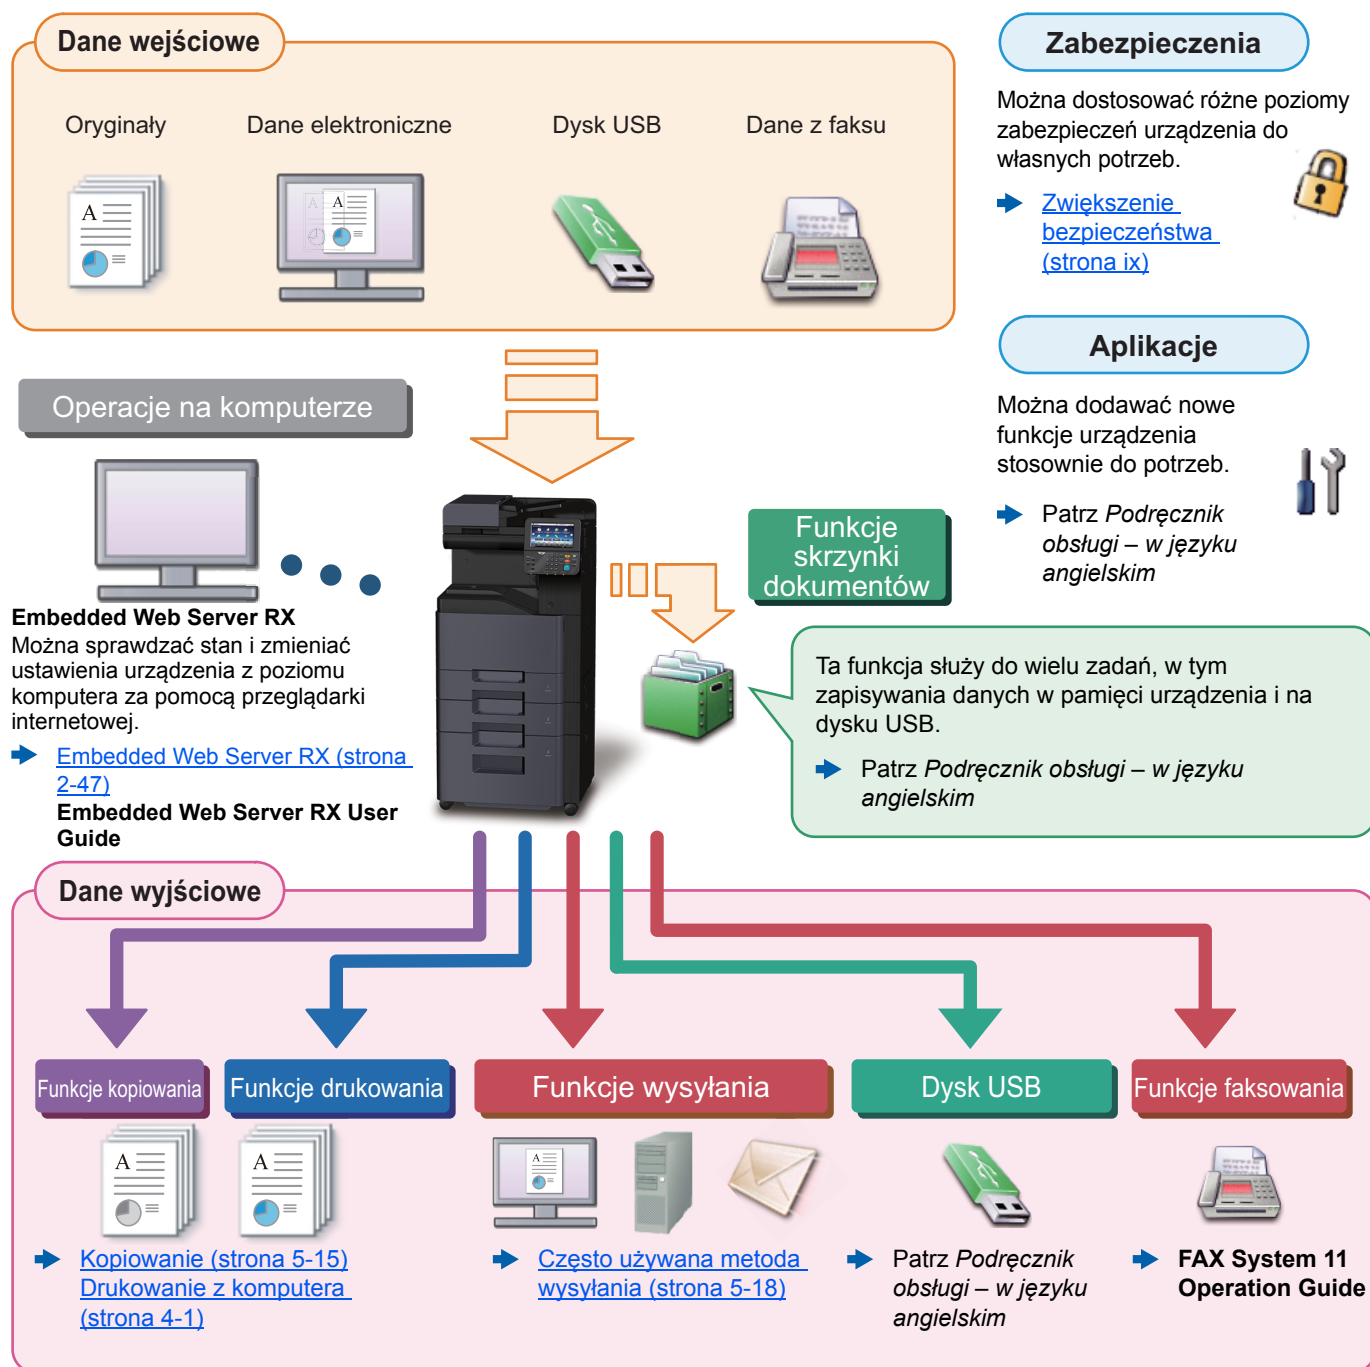 Dane wejściowe
Oryginały
Dane elektroniczne
Dysk USB
Dane z faksu
Zabezpieczenia
Można dostosować różne poziomy
zabezpieczeń urządzenia do
własnych potrzeb.
Zwiększenie
bezpieczeństwa
(strona ix)
Aplikacje
Można dodawać nowe
funkcje urządzenia
stosownie do potrzeb.
Patrz Podręcznik
obsługi – w języku
angielskim
Operacje na komputerze
Embedded Web Server RX
Można sprawdzać stan i zmieniać
ustawienia urządzenia z poziomu
komputera za pomocą przeglądarki
internetowej.
Embedded Web Server RX (strona
2-47)
Embedded Web Server RX User
Guide
Funkcje
skrzynki
dokumentów
Ta funkcja służy do wielu zadań, w tym
zapisywania danych w pamięci urządzenia i na
dysku USB.
Patrz Podręcznik obsługi – w języku
angielskim
Dane wyjściowe
Funkcje kopiowania
Funkcje drukowania
Funkcje wysyłania
Dysk USB
Funkcje faksowania
Kopiowanie (strona 5-15)
Drukowanie z komputera
(strona 4-1)
Często używana metoda
wysyłania (strona 5-18)
Patrz Podręcznik
obsługi – w języku
angielskim
FAX System 11
Operation Guide